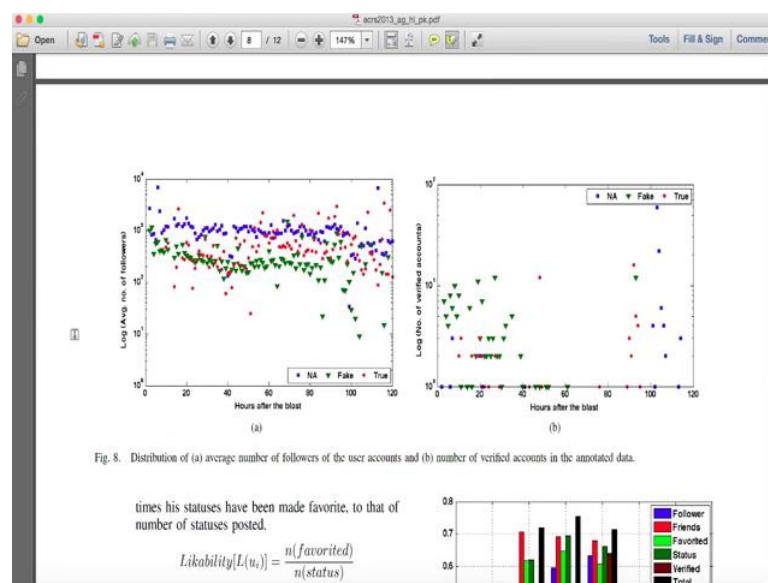 acrs2013_ag_hl_pk.pdf
Open
8 / 12
147%
Tools Fill & Sign Comme
10^4
10^3
10^2
10^1
10^0
Log (Avg. no. of followers)
NA Fake True
0 20 40 60 80 100 120
Hours after the blast
(a)
10^2
10^1
10^0
Log (No. of verified accounts)
NA Fake True
0 20 40 60 80 100 120
Hours after the blast
(b)
Fig. 8. Distribution of (a) average number of followers of the user accounts and (b) number of verified accounts in the annotated data.
times his statuses have been made favorite, to that of
number of statuses posted.
Likability[L(u_i)] = n(favorited) / n(status)
0.8
0.7
0.6
Follower
Friends
Favorited
Status
Verified
Total